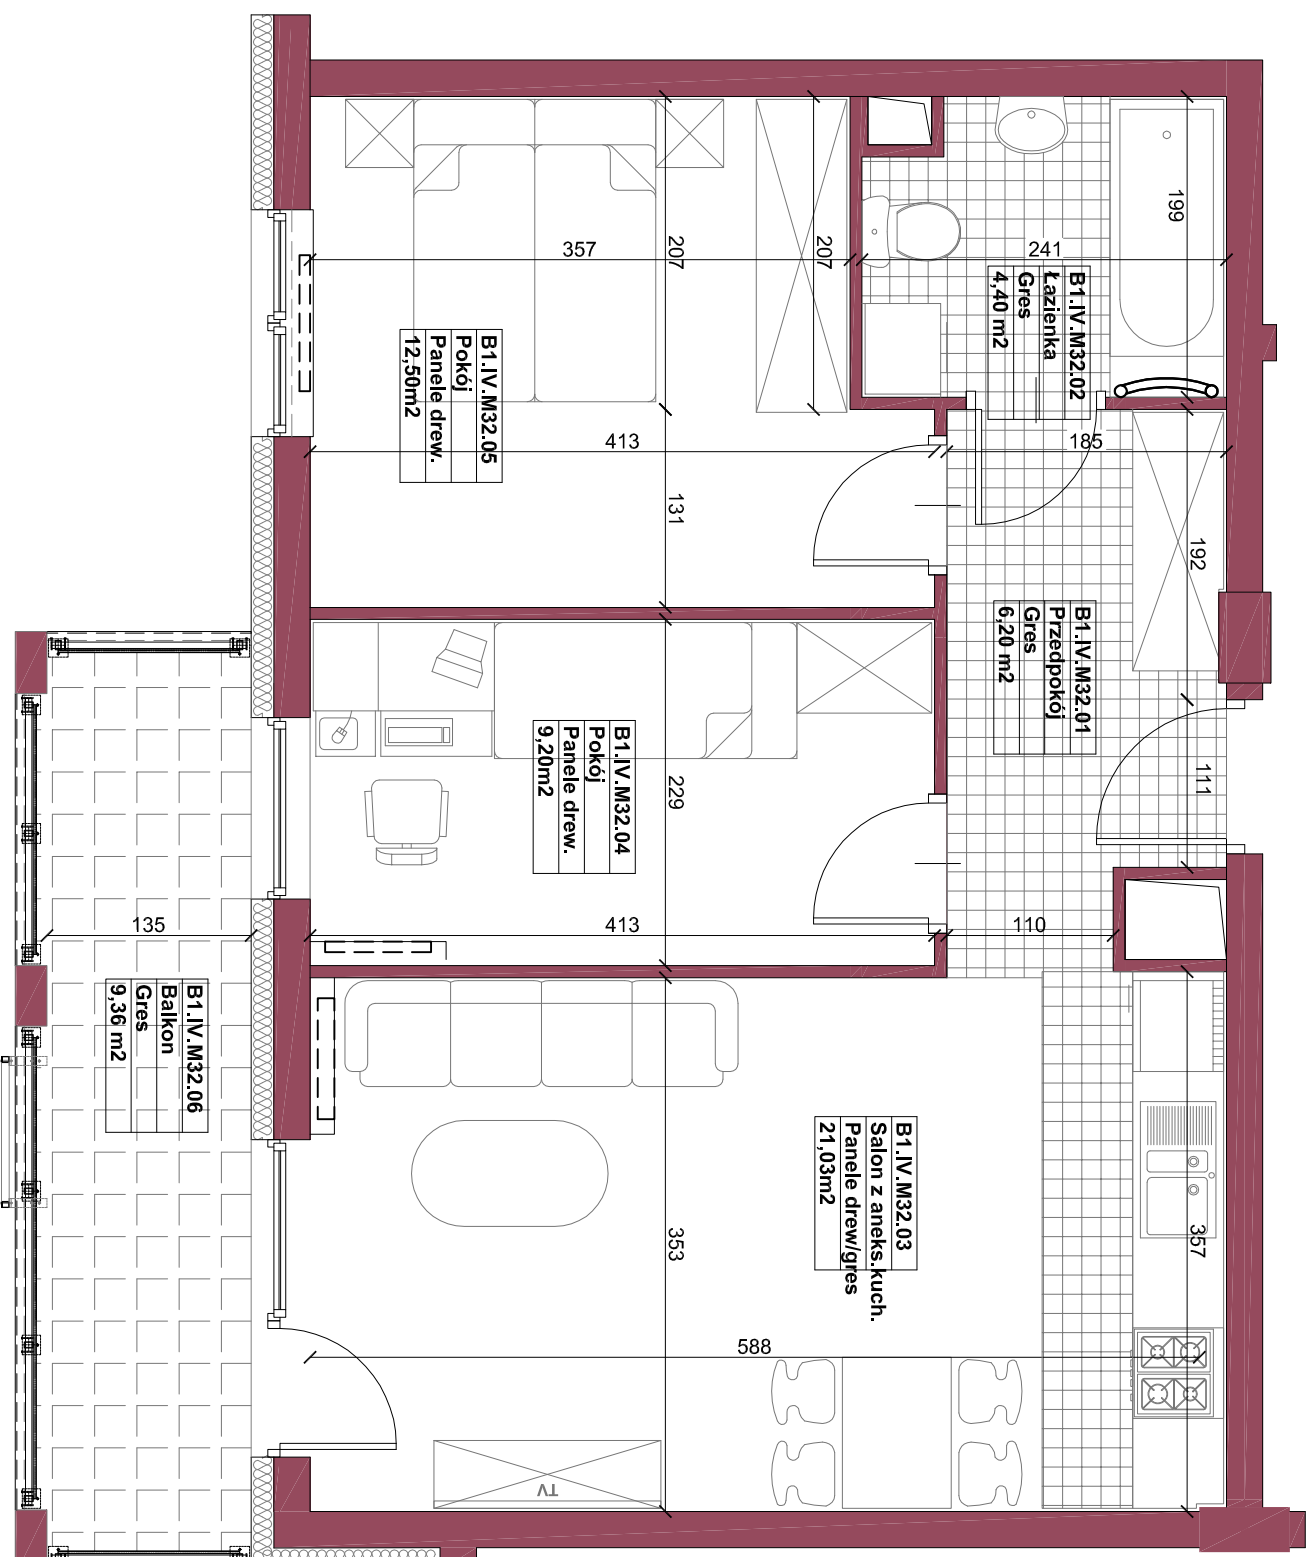 B1.IV.M32.02
Łazienka
Gres
4,40 m2
B1.IV.M32.05
Pokój
Panele drew.
12,50m2
B1.IV.M32.01
Przedpokój
Gres
6,20 m2
B1.IV.M32.04
Pokój
Panele drew.
9,20m2
B1.IV.M32.03
Salon z aneks.kuch.
Panele drew/gres
21,03m2
B1.IV.M32.06
Balkon
Gres
9,36 m2
199
241
357
207
207
413
185
131
192
111
229
135
413
110
353
357
588
TV